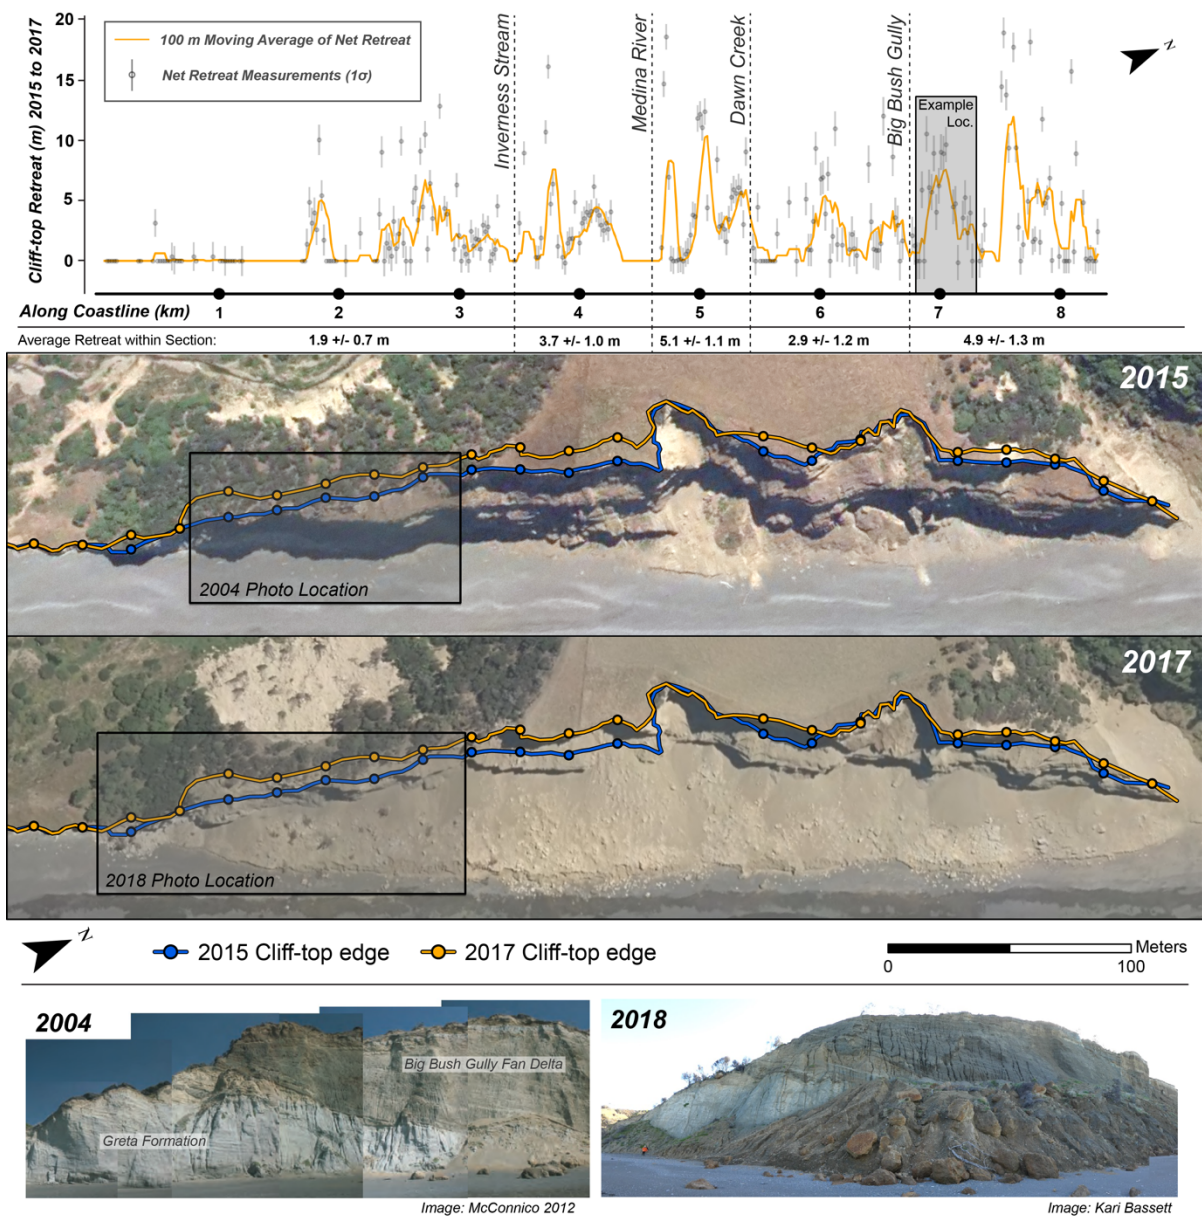 Cliff-top Retreat (m) 2015 to 2017
20
15
10
5
0
100 m Moving Average of Net Retreat
Net Retreat Measurements (1σ)
Inverness Stream
Medina River
Dawn Creek
Big Bush Gully
Example
Loc.
N
Along Coastline (km) 1 2 3 4 5 6 7 8
Average Retreat within Section: 1.9 +/- 0.7 m 3.7 +/- 1.0 m 5.1 +/- 1.1 m 2.9 +/- 1.2 m 4.9 +/- 1.3 m
2015
2004 Photo Location
2017
2018 Photo Location
N
2015 Cliff-top edge 2017 Cliff-top edge
Meters
0 100
2004
Big Bush Gully Fan Delta
Greta Formation
Image: McConnico 2012
2018
Image: Kari Bassett